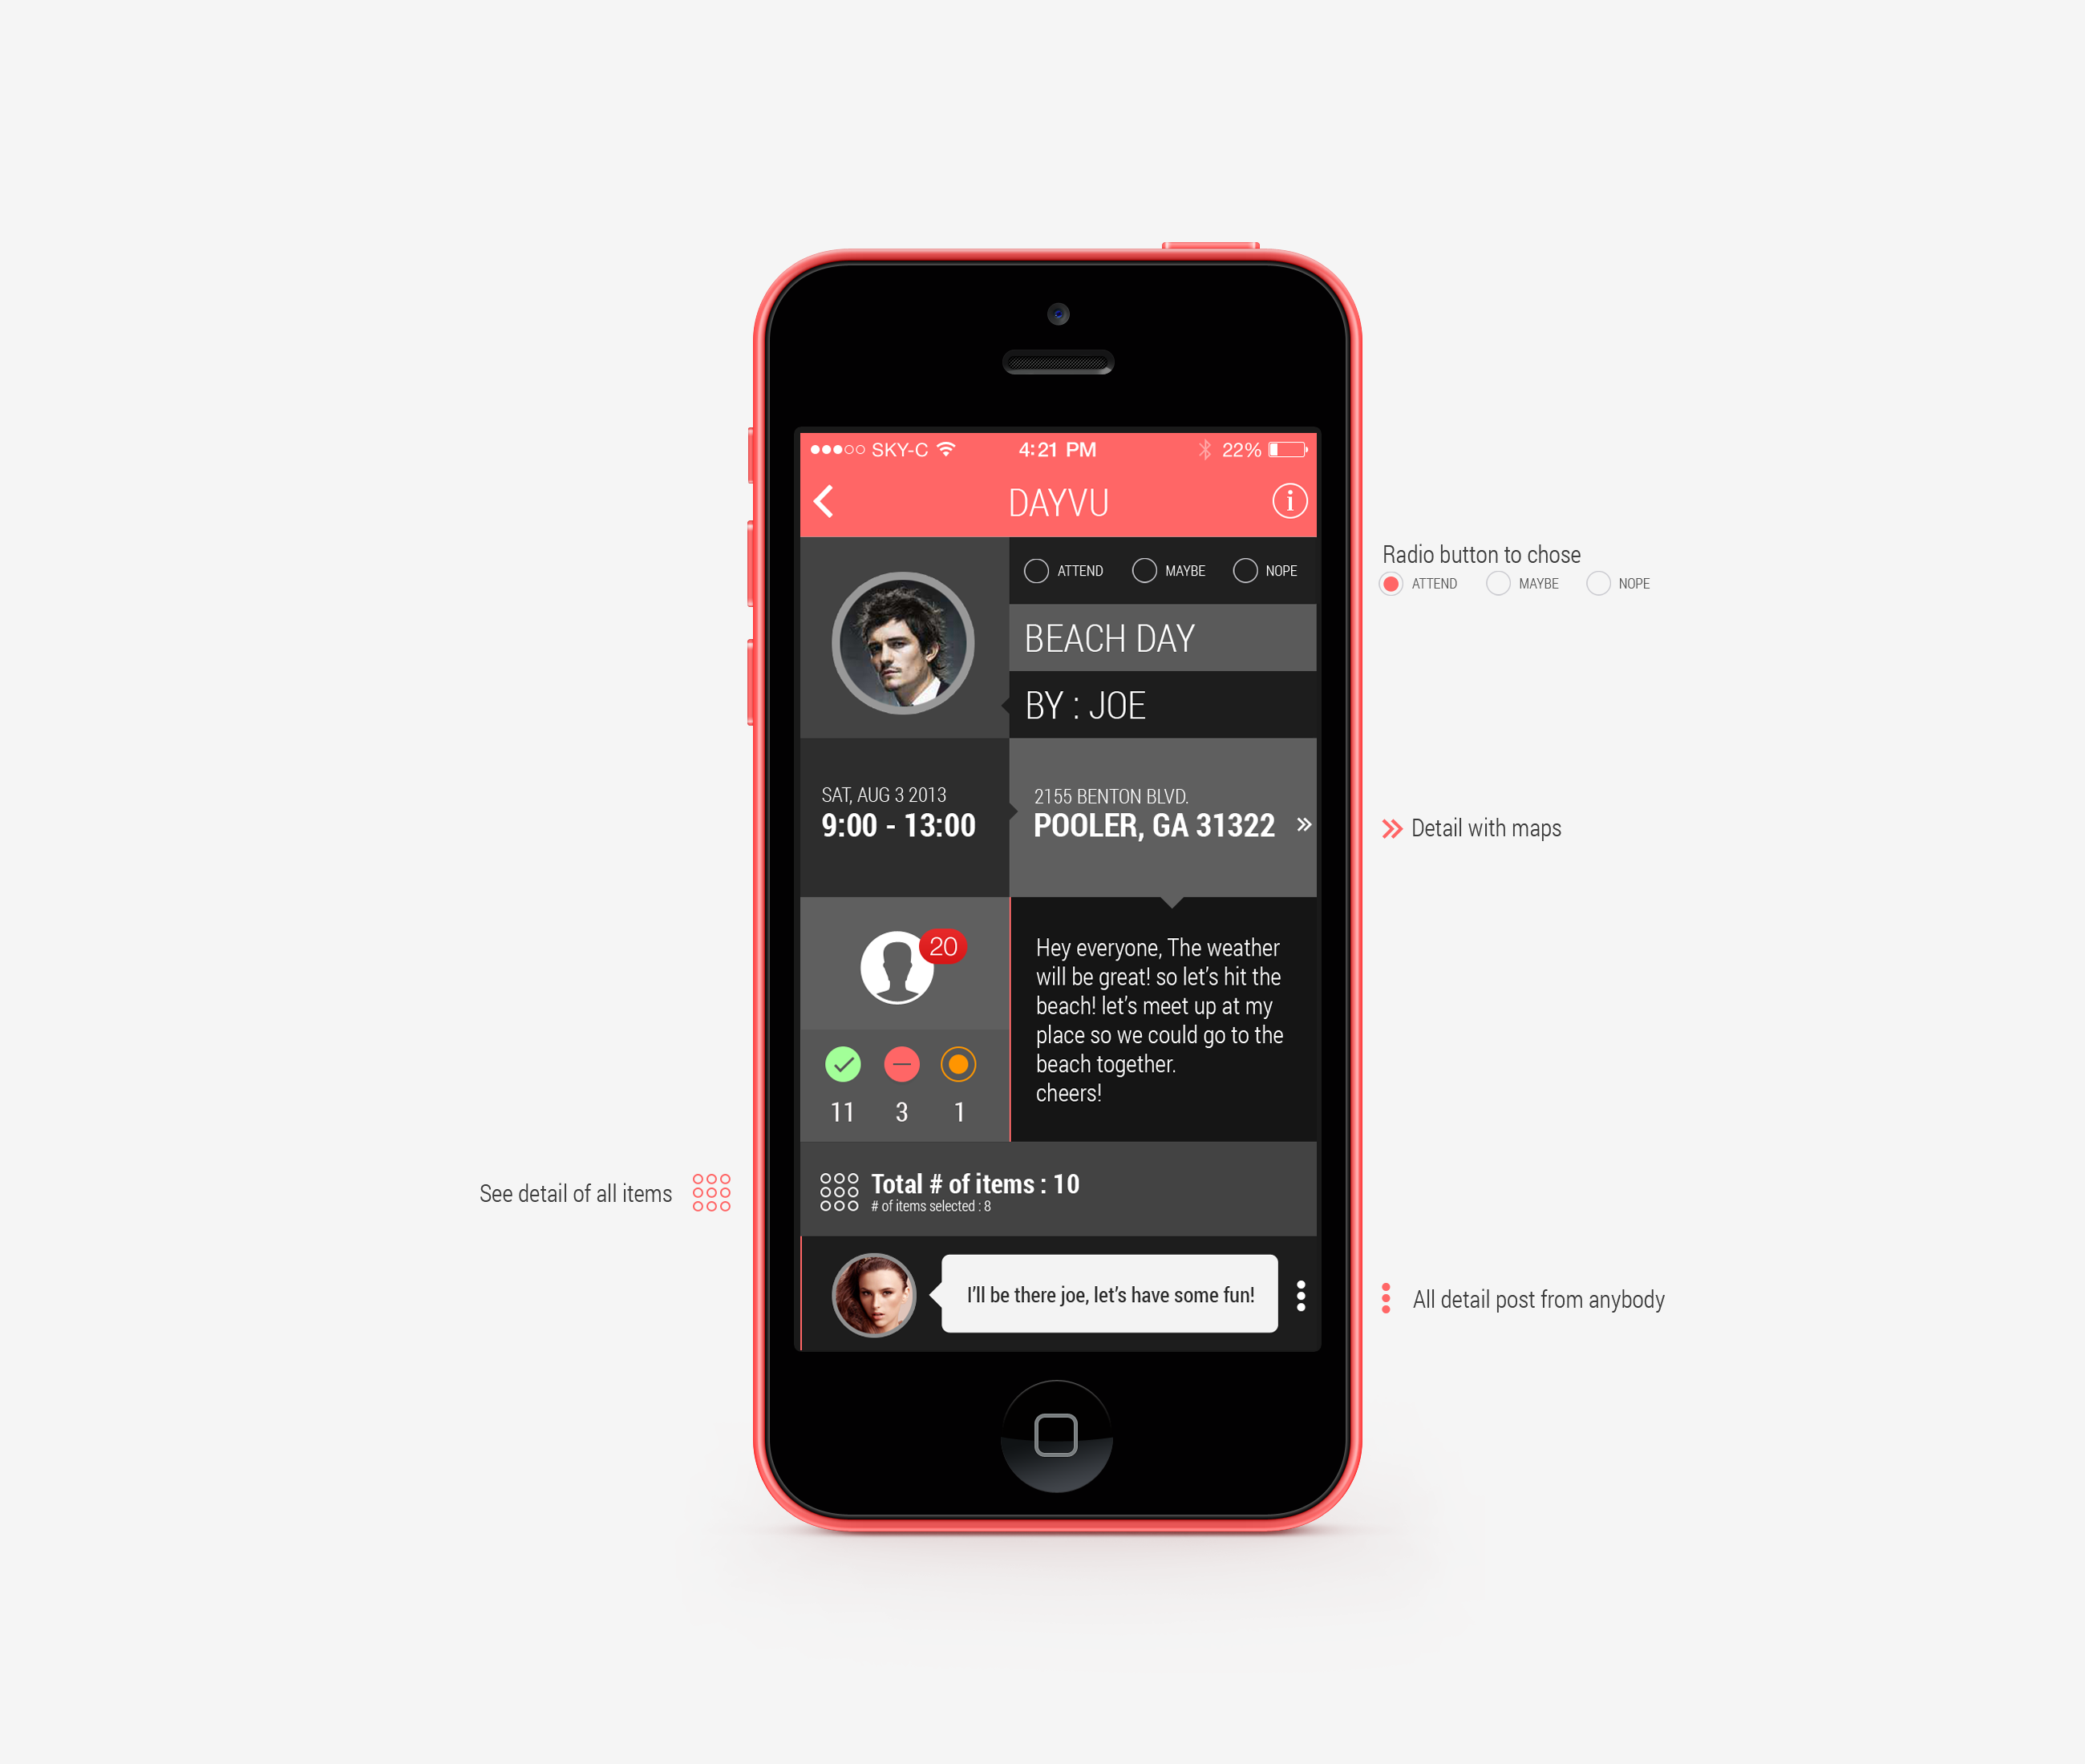 SKY-C 4:21 PM 22%
DAYVU
i
ATTEND MAYBE NOPE
BEACH DAY
BY : JOE
SAT, AUG 3 2013
9:00 - 13:00
2155 BENTON BLVD.
POOLER, GA 31322
20
11 3 1
Hey everyone, The weather
will be great! so let’s hit the
beach! let’s meet up at my
place so we could go to the
beach together.
cheers!
Total # of items : 10
# of items selected : 8
I’ll be there joe, let’s have some fun!
Radio button to chose
ATTEND MAYBE NOPE
Detail with maps
See detail of all items
All detail post from anybody